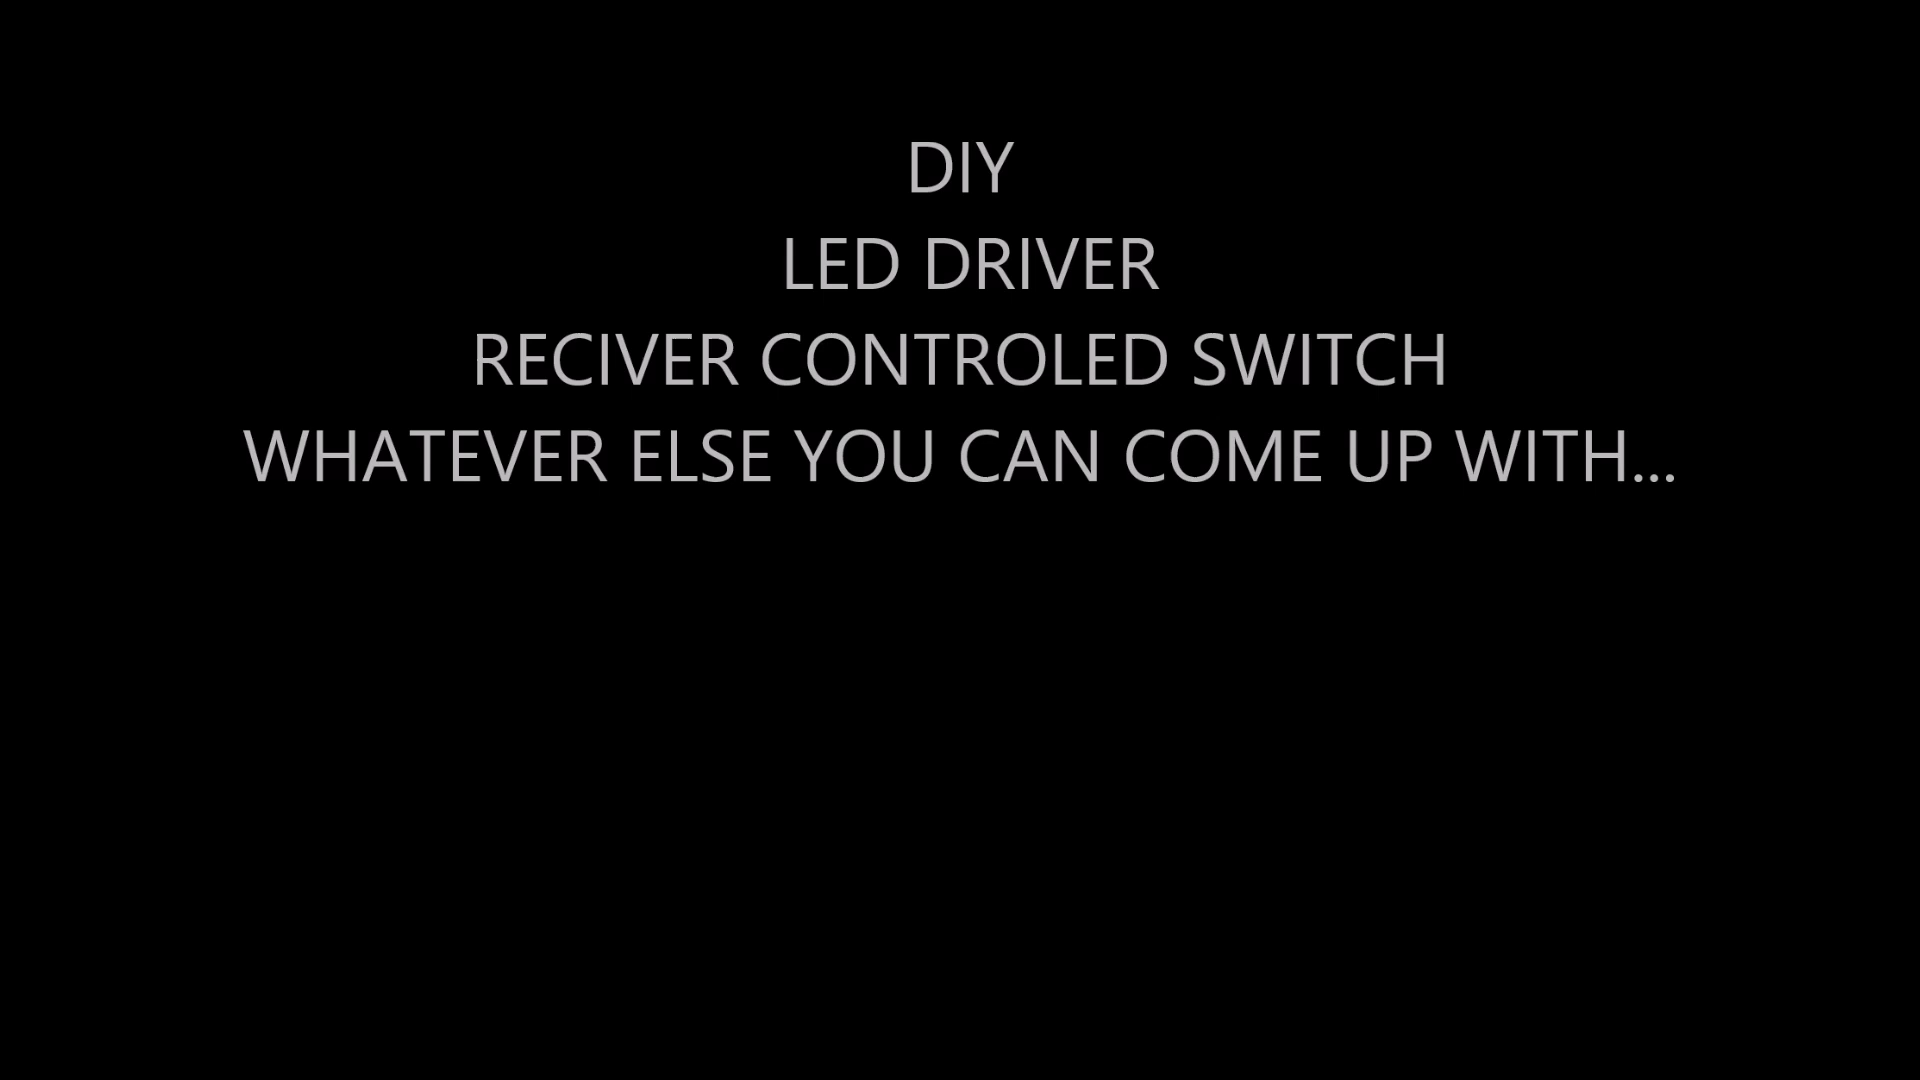 DIY
LED DRIVER
RECIVER CONTROLED SWITCH
WHATEVER ELSE YOU CAN COME UP WITH...